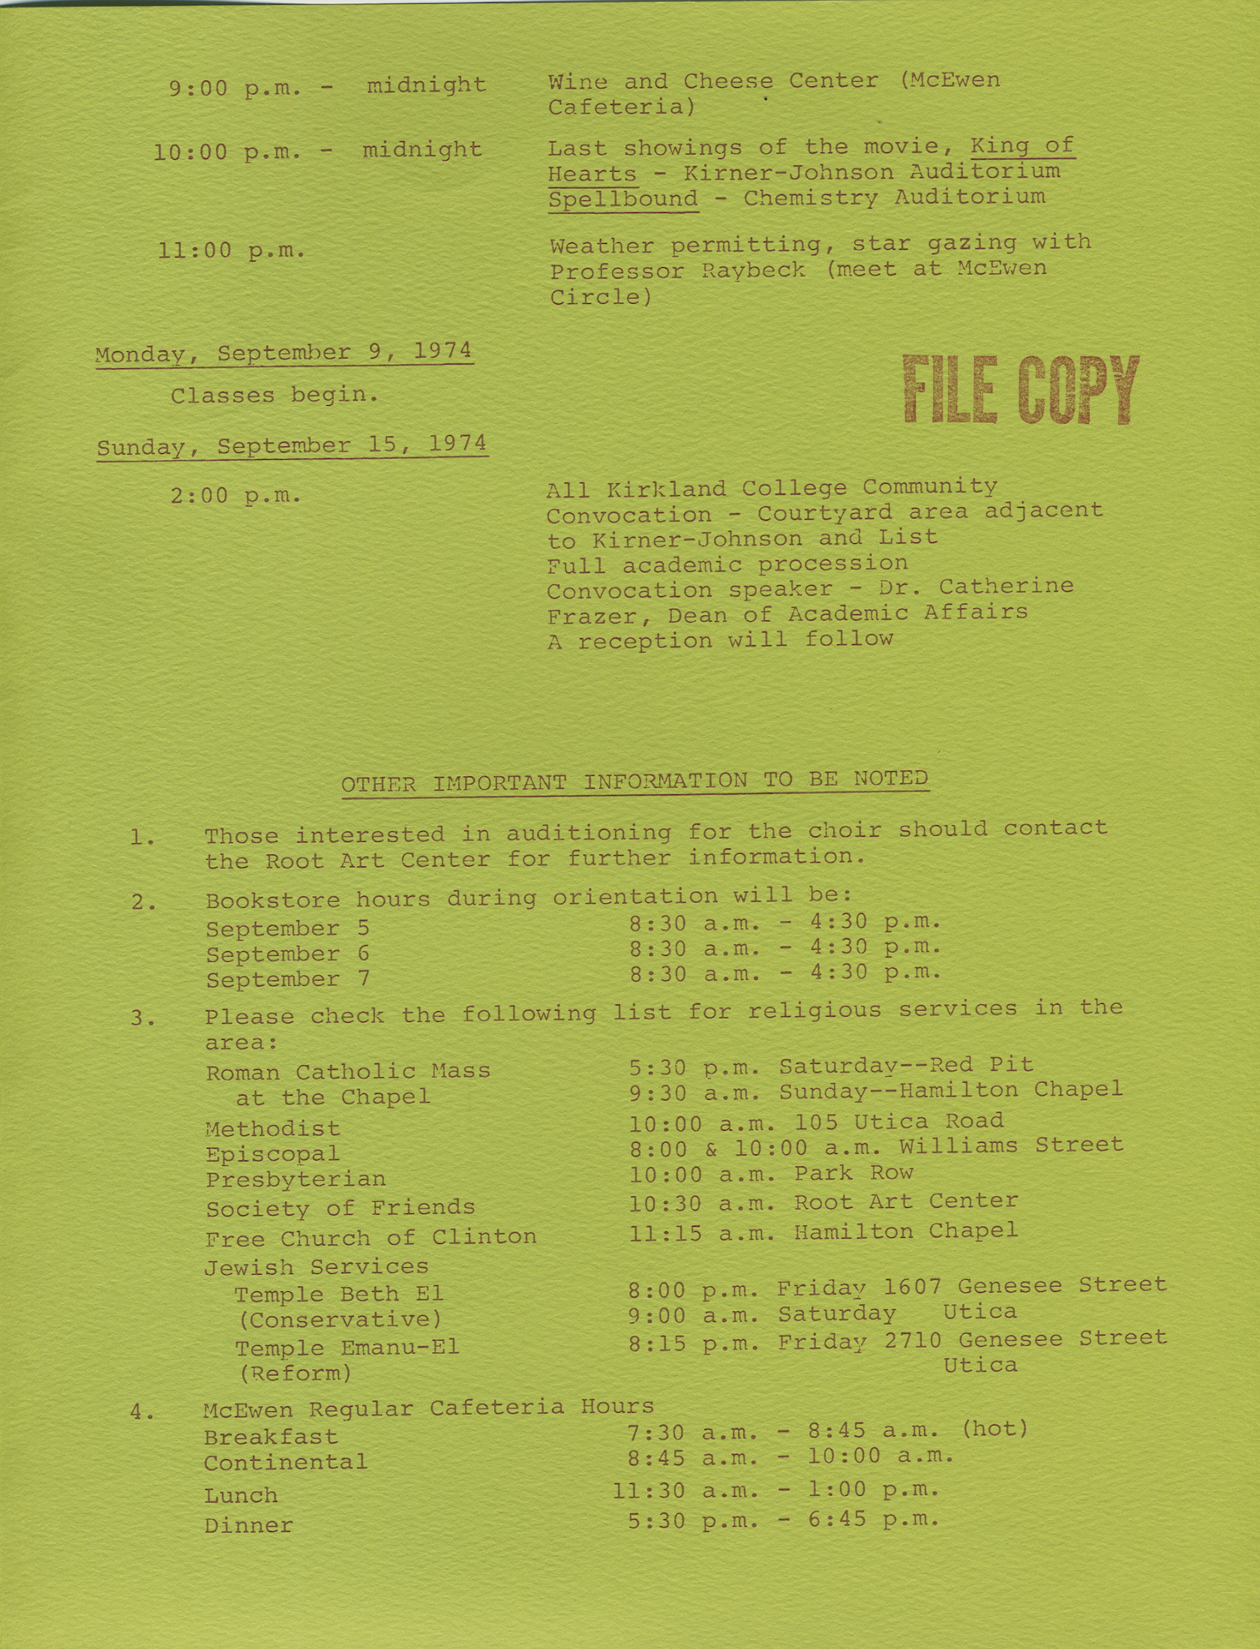 9:00 p.m. - midnight Wine and Cheese Center (McEwen
Cafeteria)
10:00 p.m. - midnight Last showings of the movie, King of
Hearts - Kirner-Johnson Auditorium
Spellbound - Chemistry Auditorium
11:00 p.m. Weather permitting, star gazing with
Professor Raybeck (meet at McEwen
Circle)
Monday, September 9, 1974
Classes begin.
FILE COPY
Sunday, September 15, 1974
2:00 p.m. All Kirkland College Community
Convocation - Courtyard area adjacent
to Kirner-Johnson and List
Full academic procession
Convocation speaker - Dr. Catherine
Frazer, Dean of Academic Affairs
A reception will follow
OTHER IMPORTANT INFORMATION TO BE NOTED
1. Those interested in auditioning for the choir should contact
the Root Art Center for further information.
2. Bookstore hours during orientation will be:
September 5 8:30 a.m. - 4:30 p.m.
September 6 8:30 a.m. - 4:30 p.m.
September 7 8:30 a.m. - 4:30 p.m.
3. Please check the following list for religious services in the
area:
Roman Catholic Mass 5:30 p.m. Saturday--Red Pit
at the Chapel 9:30 a.m. Sunday--Hamilton Chapel
Methodist 10:00 a.m. 105 Utica Road
Episcopal 8:00 & 10:00 a.m. Williams Street
Presbyterian 10:00 a.m. Park Row
Society of Friends 10:30 a.m. Root Art Center
Free Church of Clinton 11:15 a.m. Hamilton Chapel
Jewish Services
Temple Beth El 8:00 p.m. Friday 1607 Genesee Street
(Conservative) 9:00 a.m. Saturday Utica
Temple Emanu-El 8:15 p.m. Friday 2710 Genesee Street
(Reform) Utica
4. McEwen Regular Cafeteria Hours
Breakfast 7:30 a.m. - 8:45 a.m. (hot)
Continental 8:45 a.m. - 10:00 a.m.
Lunch 11:30 a.m. - 1:00 p.m.
Dinner 5:30 p.m. - 6:45 p.m.